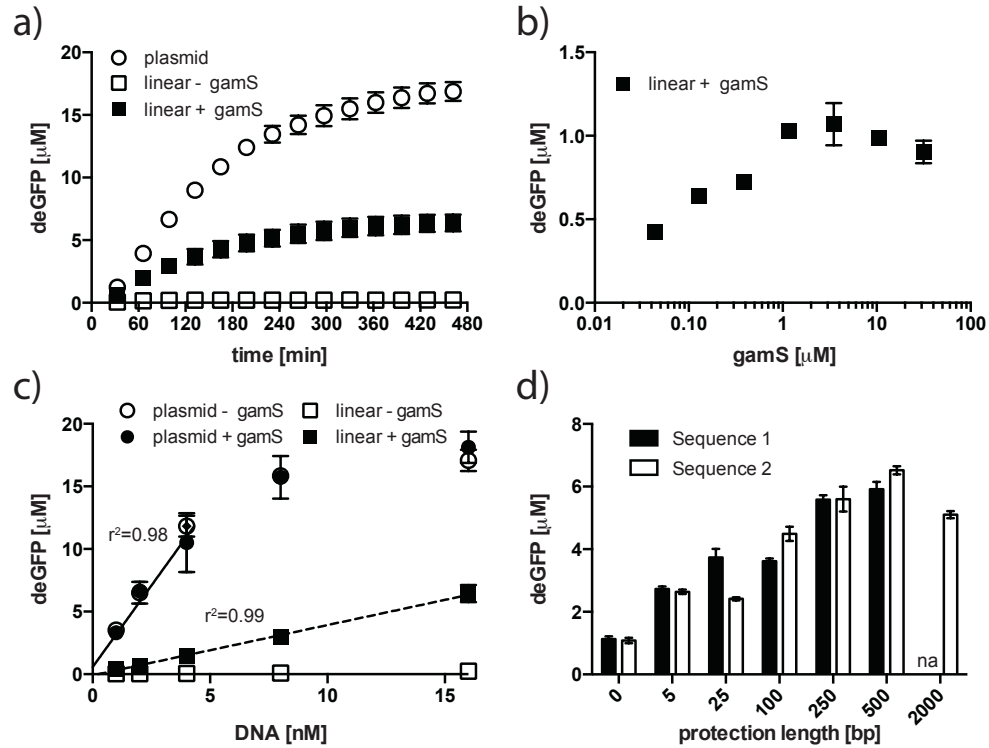 a)
20
15
10
5
0
deGFP [μM]
plasmid
linear - gamS
linear + gamS
0 60 120 180 240 300 360 420 480
time [min]
b)
1.5
1.0
0.5
0.0
deGFP [μM]
linear + gamS
0.01 0.10 1 10 100
gamS [μM]
c)
plasmid - gamS
linear - gamS
plasmid + gamS
linear + gamS
20
15
10
5
0
deGFP [μM]
r²=0.98
r²=0.99
0 5 10 15
DNA [nM]
d)
8
6
4
2
0
deGFP [μM]
Sequence 1
Sequence 2
na
0 5 25 100 250 500 2000
protection length [bp]